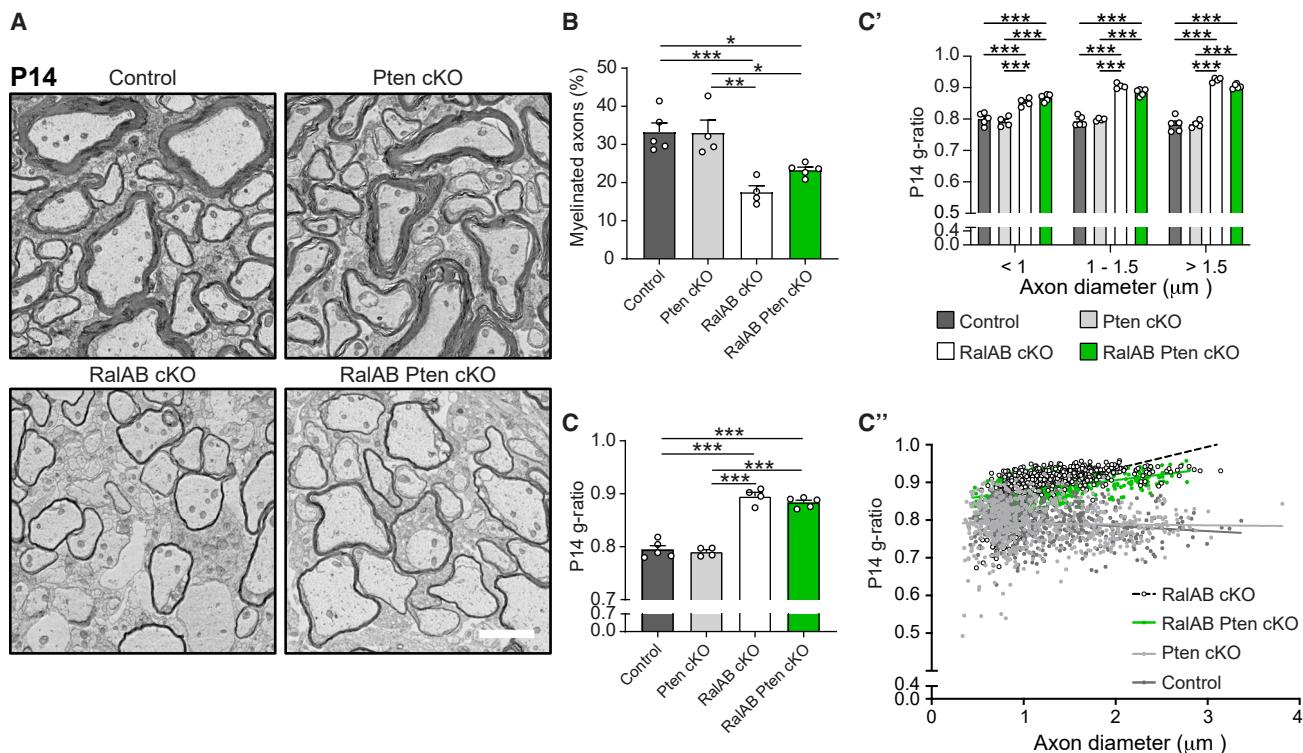 A
P14
Control
Pten cKO
RalAB cKO
RalAB Pten cKO
B
*
***
*
**
Myelinated axons (%)
50
40
30
20
10
0
Control
Pten cKO
RalAB cKO
RalAB Pten cKO
C
***
***
***
***
P14 g-ratio
1.0
0.9
0.8
0.7
0.7
0.0
Control
Pten cKO
RalAB cKO
RalAB Pten cKO
C'
*** *** ***
*** *** ***
*** *** ***
*** *** ***
P14 g-ratio
1.0
0.9
0.8
0.7
0.6
0.5
0.4
0.0
< 1 1 - 1.5 > 1.5
Axon diameter (μm )
Control
Pten cKO
RalAB cKO
RalAB Pten cKO
C''
P14 g-ratio
1.0
0.9
0.8
0.7
0.6
0.5
0.4
0.0
RalAB cKO
RalAB Pten cKO
Pten cKO
Control
0 1 2 3 4
Axon diameter (μm )